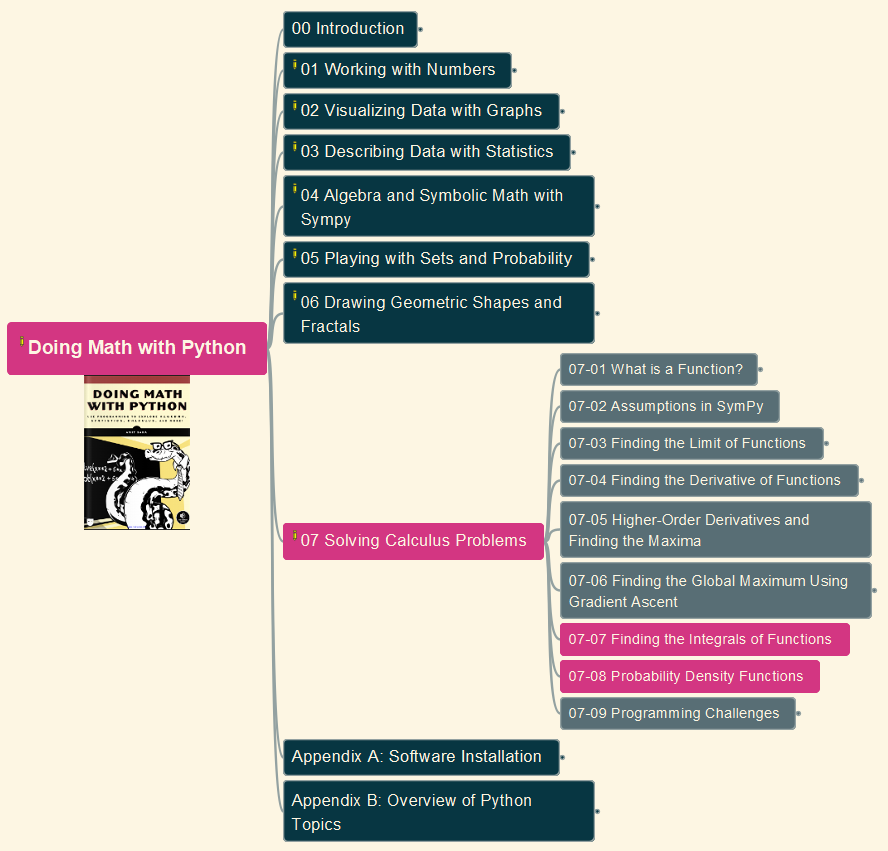 00 Introduction
01 Working with Numbers
02 Visualizing Data with Graphs
03 Describing Data with Statistics
04 Algebra and Symbolic Math with
Sympy
05 Playing with Sets and Probability
06 Drawing Geometric Shapes and
Fractals
Doing Math with Python
DOING MATH
WITH PYTHON
07 Solving Calculus Problems
07-01 What is a Function?
07-02 Assumptions in SymPy
07-03 Finding the Limit of Functions
07-04 Finding the Derivative of Functions
07-05 Higher-Order Derivatives and
Finding the Maxima
07-06 Finding the Global Maximum Using
Gradient Ascent
07-07 Finding the Integrals of Functions
07-08 Probability Density Functions
07-09 Programming Challenges
Appendix A: Software Installation
Appendix B: Overview of Python
Topics